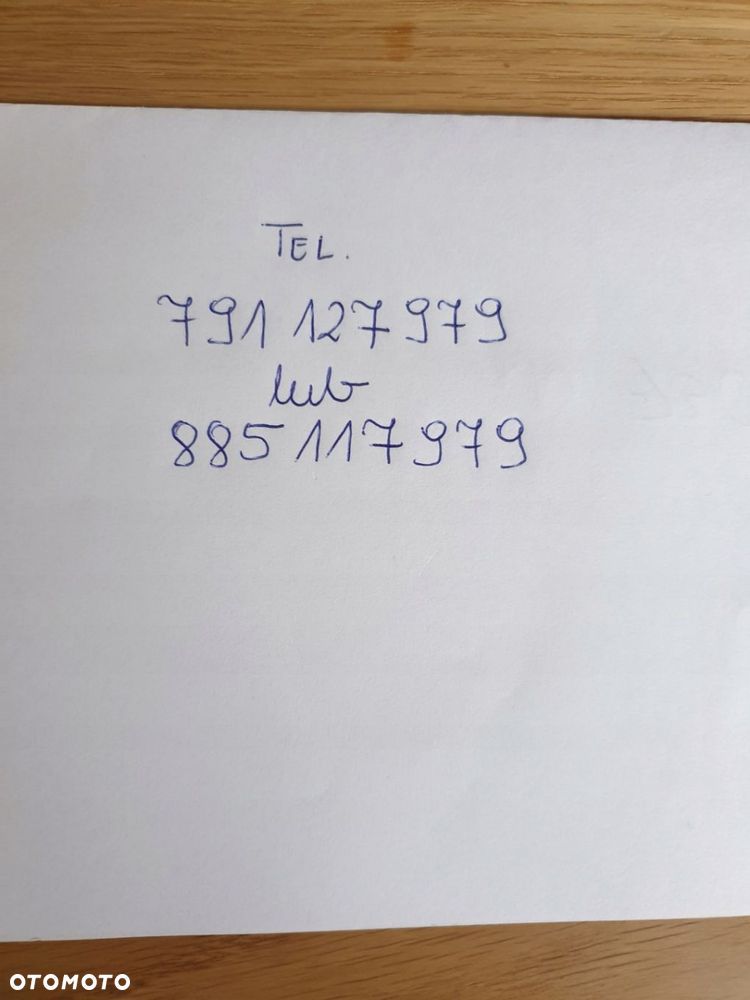 TEL.
791 127 979
lub
885 117 979
OTOMOTO